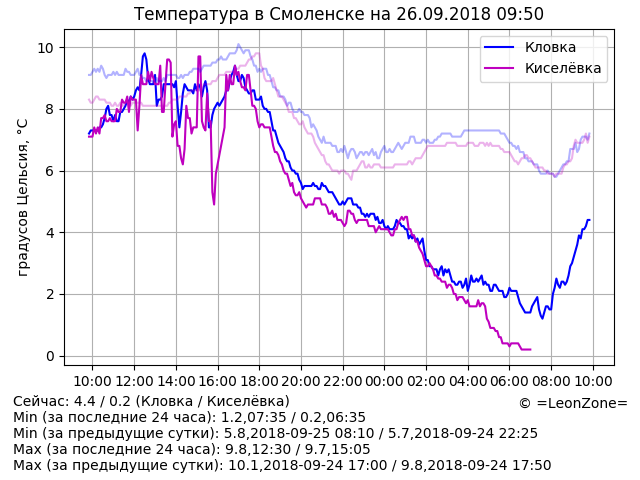 Температура в Смоленске на 26.09.2018 09:50
Кловка
Киселёвка
градусов Цельсия, °C
10
8
6
4
2
0
10:00 12:00 14:00 16:00 18:00 20:00 22:00 00:00 02:00 04:00 06:00 08:00 10:00
Сейчас: 4.4 / 0.2 (Кловка / Киселёвка)
© =LeonZone=
Min (за последние 24 часа): 1.2,07:35 / 0.2,06:35
Min (за предыдущие сутки): 5.8,2018-09-25 08:10 / 5.7,2018-09-24 22:25
Max (за последние 24 часа): 9.8,12:30 / 9.7,15:05
Max (за предыдущие сутки): 10.1,2018-09-24 17:00 / 9.8,2018-09-24 17:50